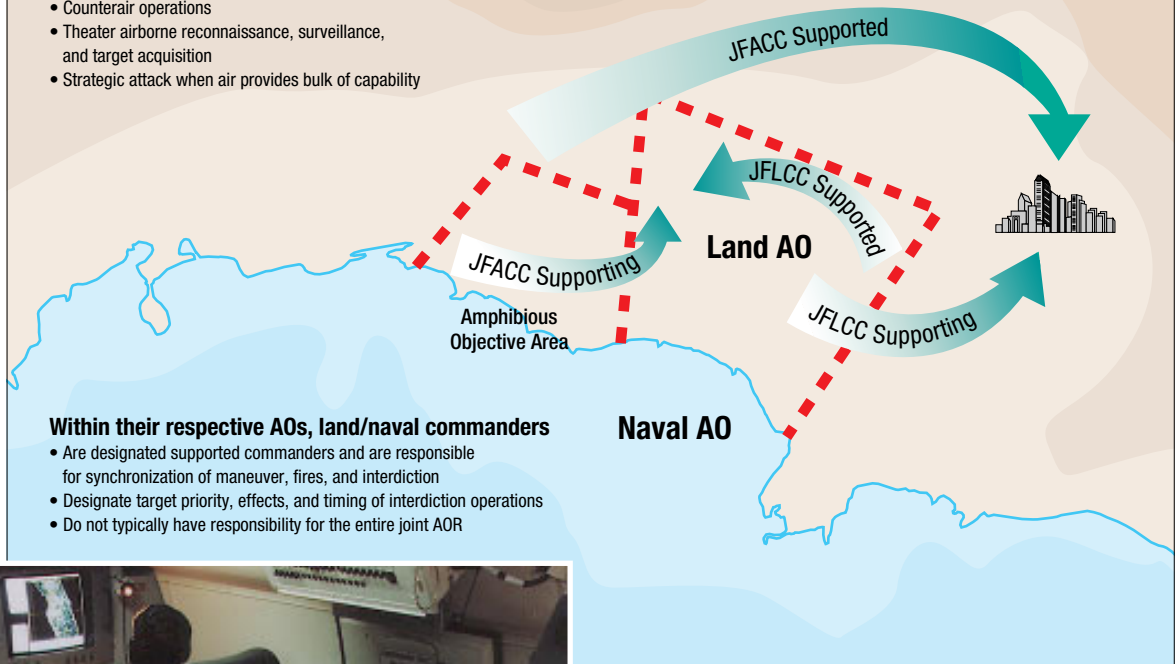 • Counterair operations
• Theater airborne reconnaissance, surveillance,
and target acquisition
• Strategic attack when air provides bulk of capability
JFACC Supported
JFLCC Supported
Land AO
JFACC Supporting
JFLCC Supporting
Amphibious
Objective Area
Naval AO
Within their respective AOs, land/naval commanders
• Are designated supported commanders and are responsible
for synchronization of maneuver, fires, and interdiction
• Designate target priority, effects, and timing of interdiction operations
• Do not typically have responsibility for the entire joint AOR